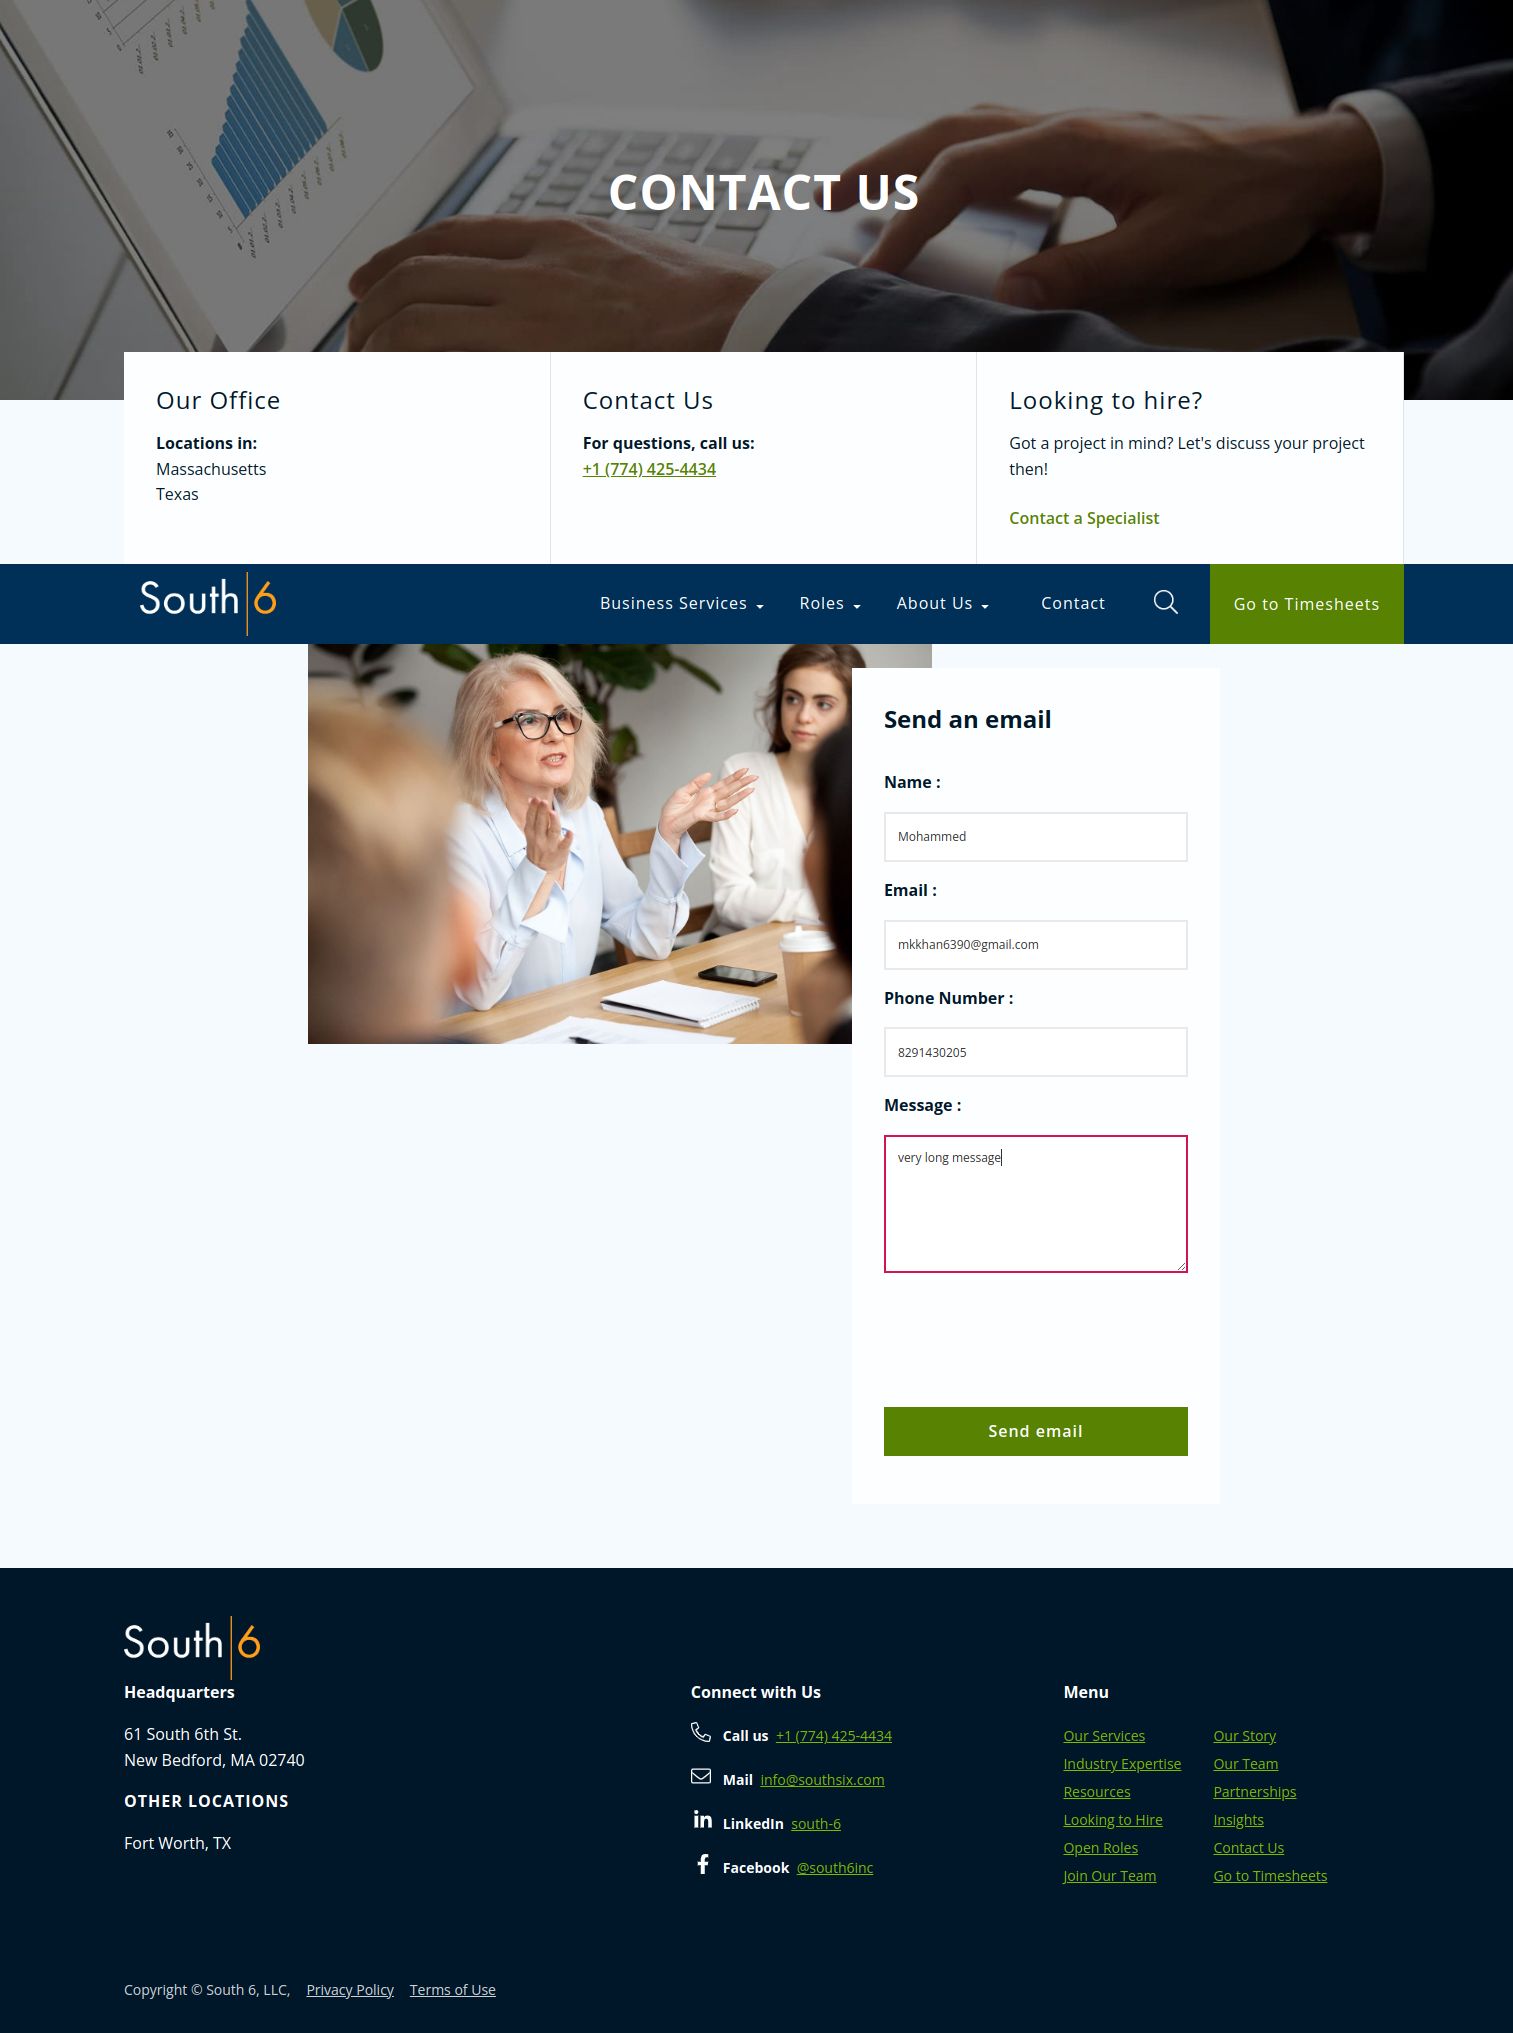 CONTACT US
Our Office
Locations in:
Massachusetts
Texas
Contact Us
For questions, call us:
+1 (774) 425-4434
Looking to hire?
Got a project in mind? Let's discuss your project
then!
Contact a Specialist
South 6
Business Services
Roles
About Us
Contact
Go to Timesheets
Send an email
Name :
Mohammed
Email :
mkkhan6390@gmail.com
Phone Number :
8291430205
Message :
very long message
Send email
South 6
Headquarters
61 South 6th St.
New Bedford, MA 02740
OTHER LOCATIONS
Fort Worth, TX
Connect with Us
Call us +1 (774) 425-4434
Mail info@southsix.com
LinkedIn south-6
Facebook @south6inc
Menu
Our Services
Industry Expertise
Resources
Looking to Hire
Open Roles
Join Our Team
Our Story
Our Team
Partnerships
Insights
Contact Us
Go to Timesheets
Copyright © South 6, LLC, Privacy Policy Terms of Use